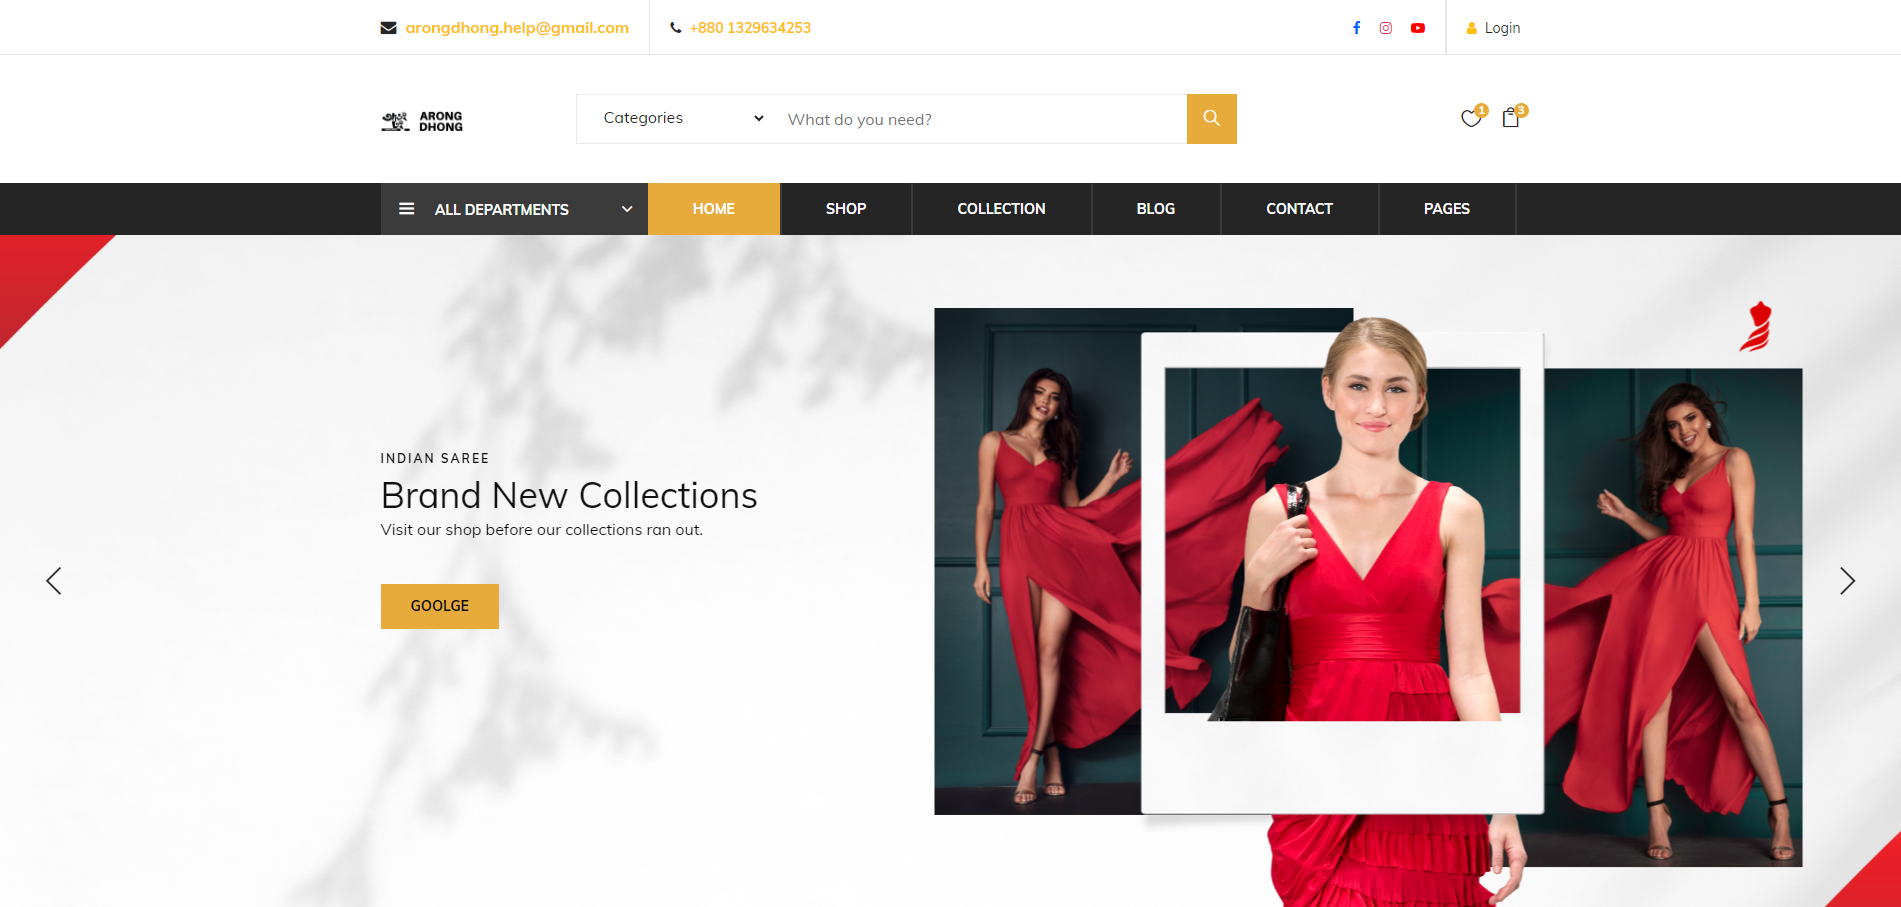 arongdhong.help@gmail.com
+880 1329634253
Login
ARONG
DHONG
Categories
What do you need?
1
3
ALL DEPARTMENTS
HOME
SHOP
COLLECTION
BLOG
CONTACT
PAGES
INDIAN SAREE
Brand New Collections
Visit our shop before our collections ran out.
GOOLGE